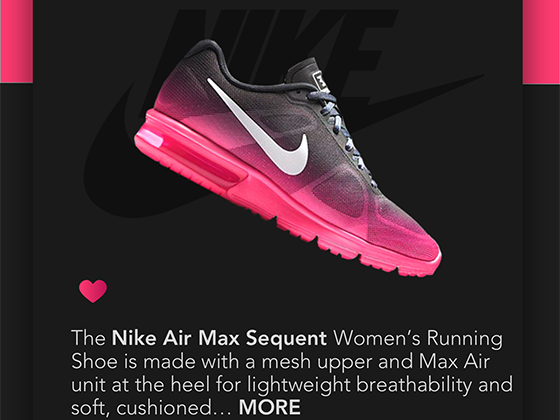 NIKE
The Nike Air Max Sequent Women’s Running
Shoe is made with a mesh upper and Max Air
unit at the heel for lightweight breathability and
soft, cushioned… MORE